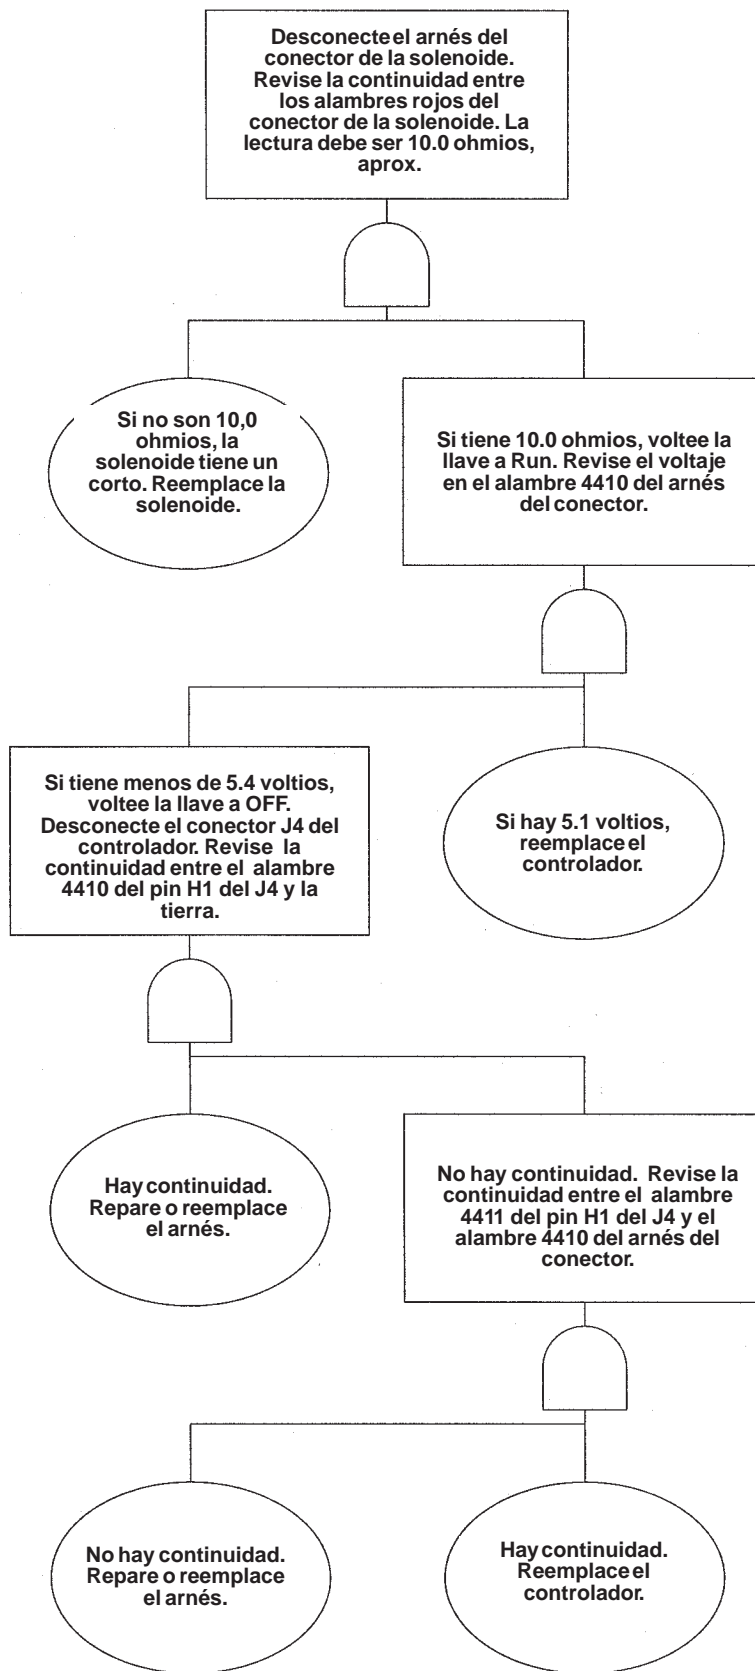 Desconecte el arnés del
conector de la solenoide.
Revise la continuidad entre
los alambres rojos del
conector de la solenoide. La
lectura debe ser 10.0 ohmios,
aprox.
Si no son 10,0
ohmios, la
solenoide tiene un
corto. Reemplace la
solenoide.
Si tiene 10.0 ohmios, voltee la
llave a Run. Revise el voltaje
en el alambre 4410 del arnés
del conector.
Si tiene menos de 5.4 voltios,
voltee la llave a OFF.
Desconecte el conector J4 del
controlador. Revise la
continuidad entre el alambre
4410 del pin H1 del J4 y la
tierra.
Si hay 5.1 voltios,
reemplace el
controlador.
Hay continuidad.
Repare o reemplace
el arnés.
No hay continuidad. Revise la
continuidad entre el alambre
4411 del pin H1 del J4 y el
alambre 4410 del arnés del
conector.
No hay continuidad.
Repare o reemplace
el arnés.
Hay continuidad.
Reemplace el
controlador.